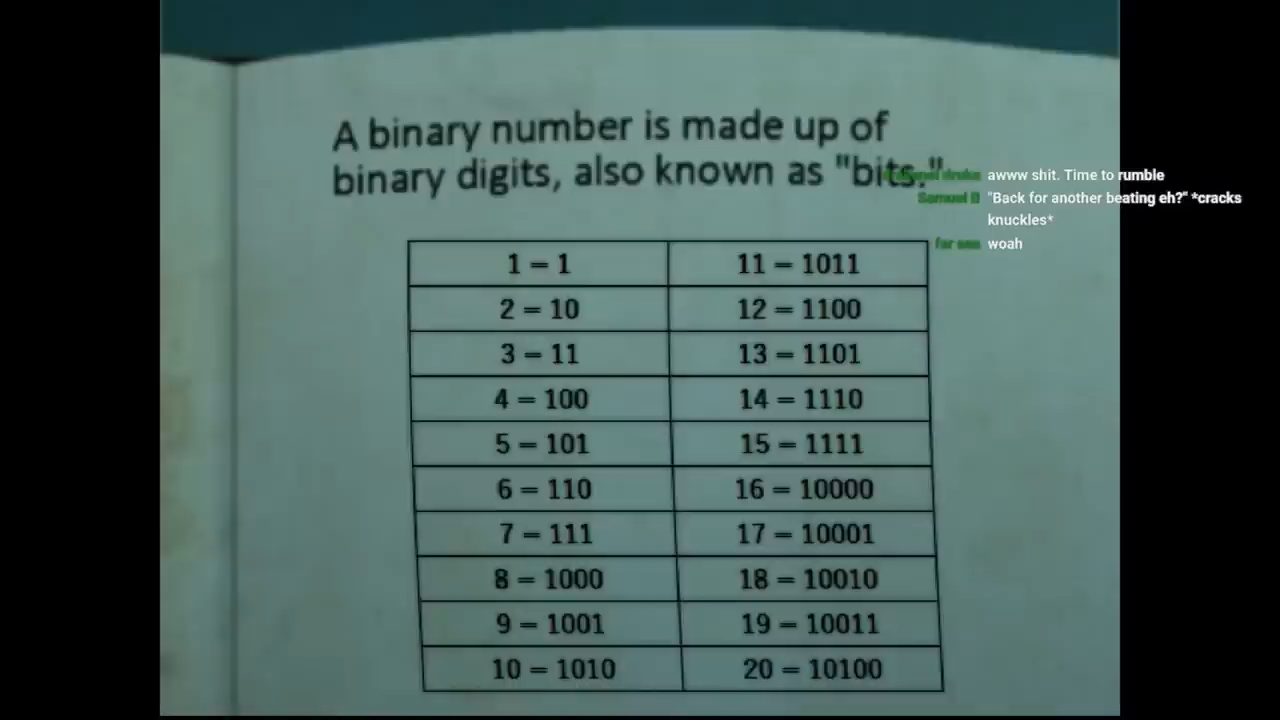 A binary number is made up of
binary digits, also known as "bits."
1 = 1
11 = 1011
2 = 10
12 = 1100
3 = 11
13 = 1101
4 = 100
14 = 1110
5 = 101
15 = 1111
6 = 110
16 = 10000
7 = 111
17 = 10001
8 = 1000
18 = 10010
9 = 1001
19 = 10011
10 = 1010
20 = 10100
awww shit. Time to rumble
Samuel B "Back for another beating eh?" *cracks
knuckles*
woah